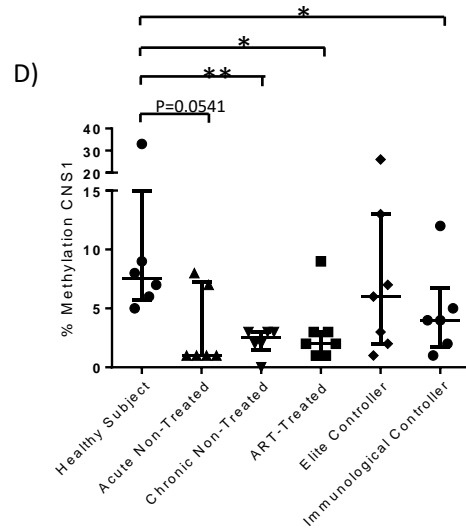 *
*
D)
**
P=0.0541
40
30
20
15
10
5
0
% Methylation CNS1
Healthy Subject
Acute Non-Treated
Chronic Non-Treated
ART-Treated
Elite Controller
Immunological Controller